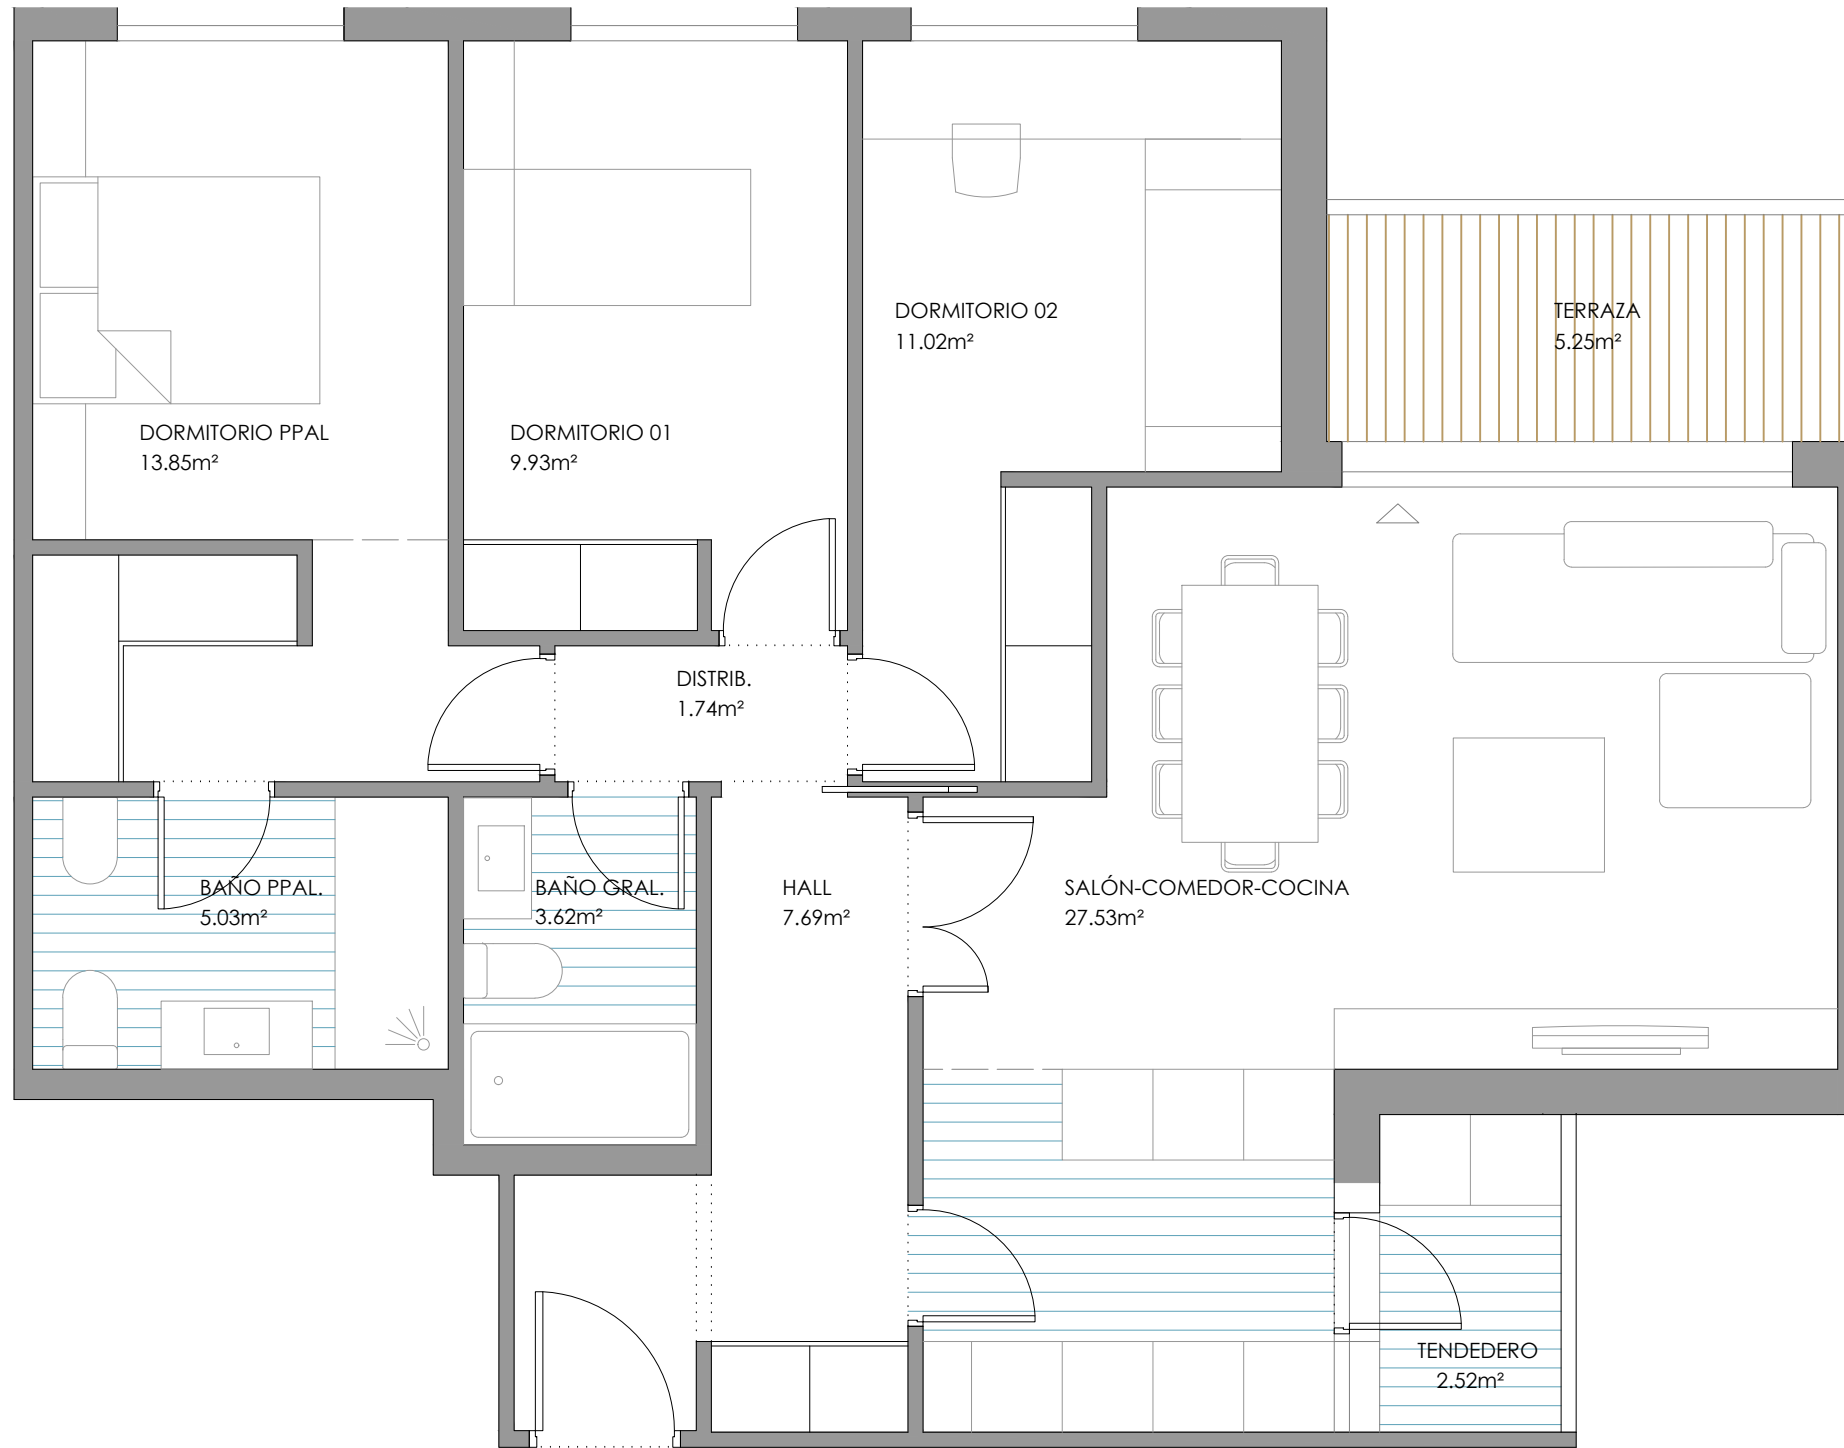 DORMITORIO 02
11.02m²
TERRAZA
5.25m²
DORMITORIO PPAL
13.85m²
DORMITORIO 01
9.93m²
DISTRIB.
1.74m²
BAÑO PPAL.
5.03m²
BAÑO GRAL.
3.62m²
HALL
7.69m²
SALÓN-COMEDOR-COCINA
27.53m²
TENDEDERO
2.52m²